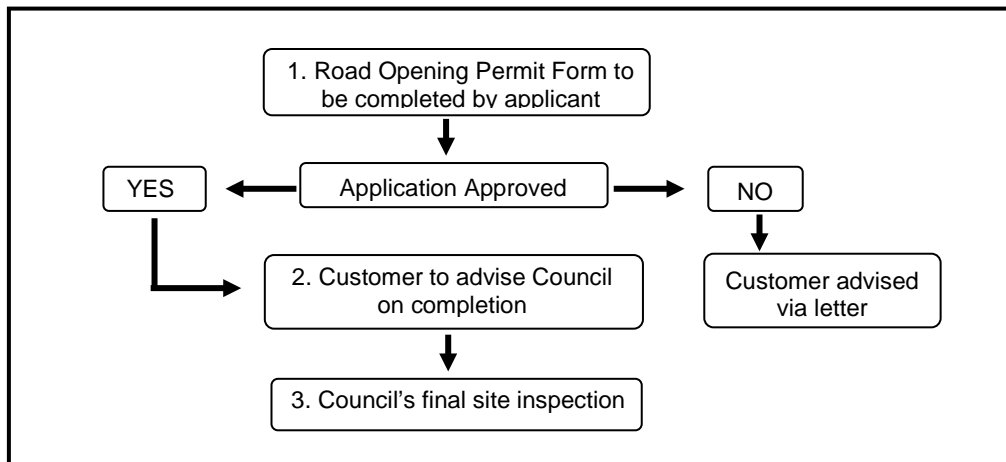 1. Road Opening Permit Form to
be completed by applicant
YES
Application Approved
NO
2. Customer to advise Council
on completion
Customer advised
via letter
3. Council's final site inspection